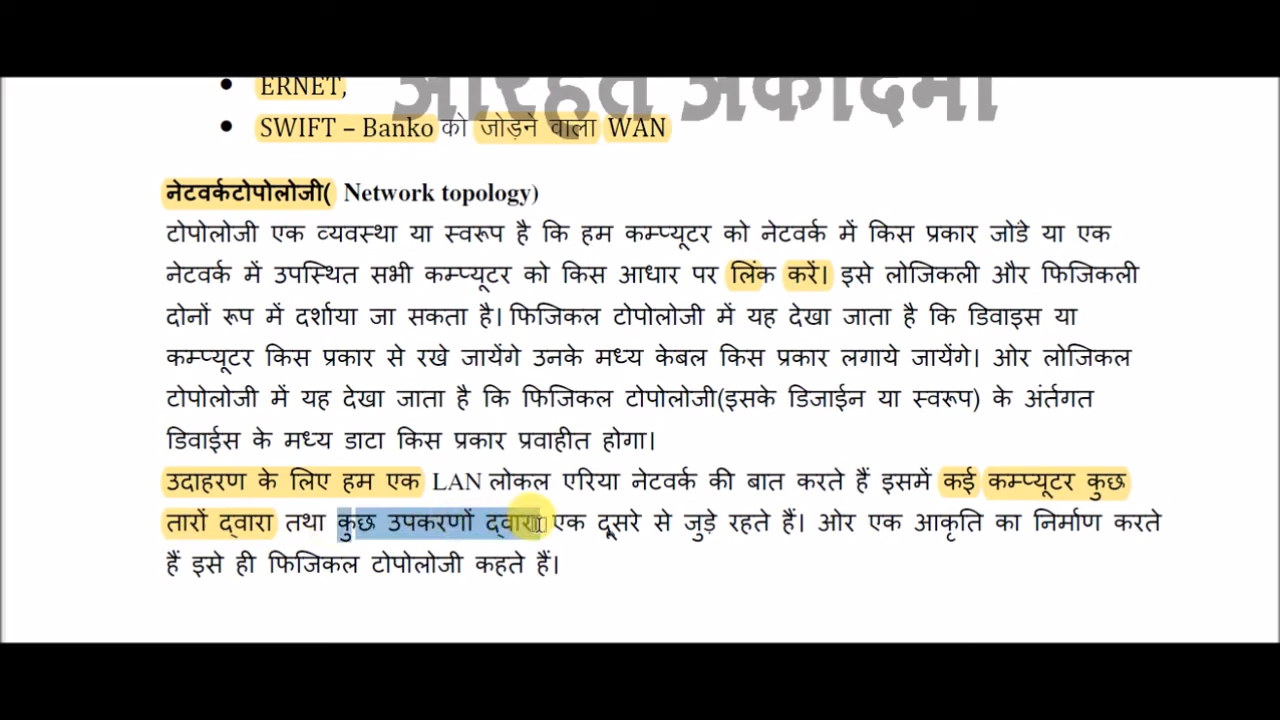 • ERNET,
अरिहंत अकादमी
• SWIFT – Banko को जोड़ने वाला WAN
नेटवर्कटोपोलोजी( Network topology)
टोपोलोजी एक व्यवस्था या स्वरूप है कि हम कम्प्यूटर को नेटवर्क में किस प्रकार जोडे या एक
नेटवर्क में उपस्थित सभी कम्प्यूटर को किस आधार पर लिंक करें। इसे लोजिकली और फिजिकली
दोनों रूप में दर्शाया जा सकता है। फिजिकल टोपोलोजी में यह देखा जाता है कि डिवाइस या
कम्प्यूटर किस प्रकार से रखे जायेंगे उनके मध्य केबल किस प्रकार लगाये जायेंगे। ओर लोजिकल
टोपोलोजी में यह देखा जाता है कि फिजिकल टोपोलोजी(इसके डिजाईन या स्वरूप) के अंर्तगत
डिवाईस के मध्य डाटा किस प्रकार प्रवाहीत होगा।
उदाहरण के लिए हम एक LAN लोकल एरिया नेटवर्क की बात करते हैं इसमें कई कम्प्यूटर कुछ
तारों द्वारा तथा कुछ उपकरणों द्वारा एक दूसरे से जुड़े रहते हैं। ओर एक आकृति का निर्माण करते
हैं इसे ही फिजिकल टोपोलोजी कहते हैं।